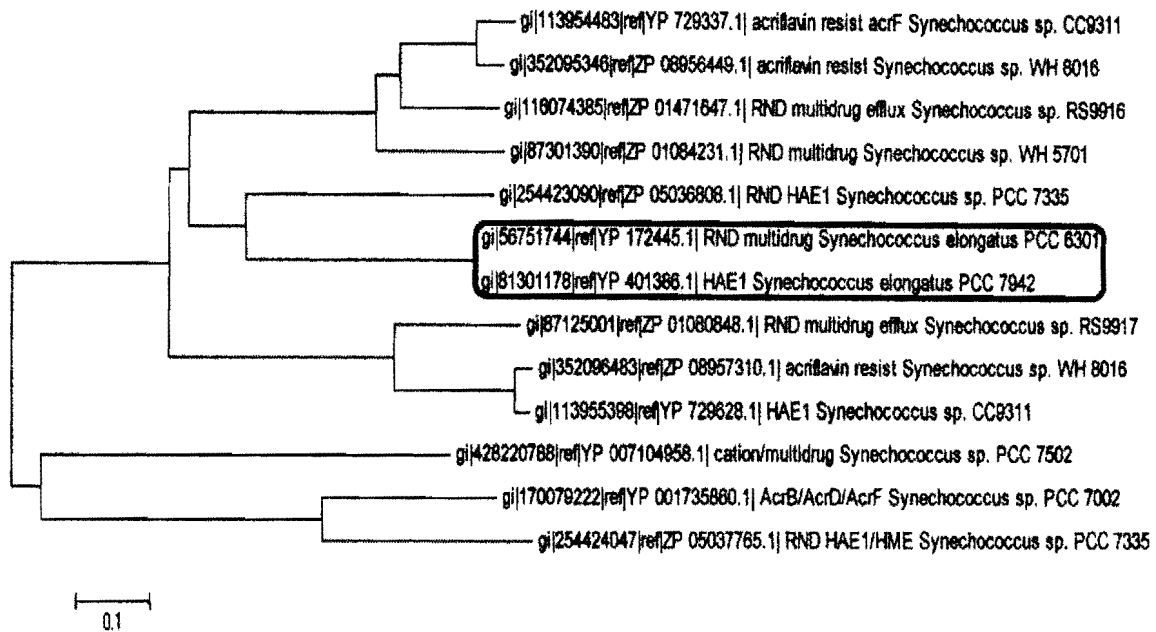 gi|113954483|ref|YP 729337.1| acriflavin resist acrF Synechococcus sp. CC9311
gi|352095346|ref|ZP 08956449.1| acriflavin resist Synechococcus sp. WH 8016
gi|116074385|ref|ZP 01471647.1| RND multidrug efflux Synechococcus sp. RS9916
gi|87301390|ref|ZP 01084231.1| RND multidrug Synechococcus sp. WH 5701
gi|254423090|ref|ZP 05036808.1| RND HAE1 Synechococcus sp. PCC 7335
gi|56751744|ref|YP 172445.1| RND multidrug Synechococcus elongatus PCC 6301
gi|81301178|ref|YP 401386.1| HAE1 Synechococcus elongatus PCC 7942
gi|87125001|ref|ZP 01080848.1| RND multidrug efflux Synechococcus sp. RS9917
gi|352096483|ref|ZP 08957310.1| acriflavin resist Synechococcus sp. WH 8016
gi|113955398|ref|YP 729628.1| HAE1 Synechococcus sp. CC9311
gi|428220788|ref|YP 007104958.1| cation/multidrug Synechococcus sp. PCC 7502
gi|170079222|ref|YP 001735860.1| AcrB/AcrD/AcrF Synechococcus sp. PCC 7002
gi|254424047|ref|ZP 05037765.1| RND HAE1/HME Synechococcus sp. PCC 7335
0.1